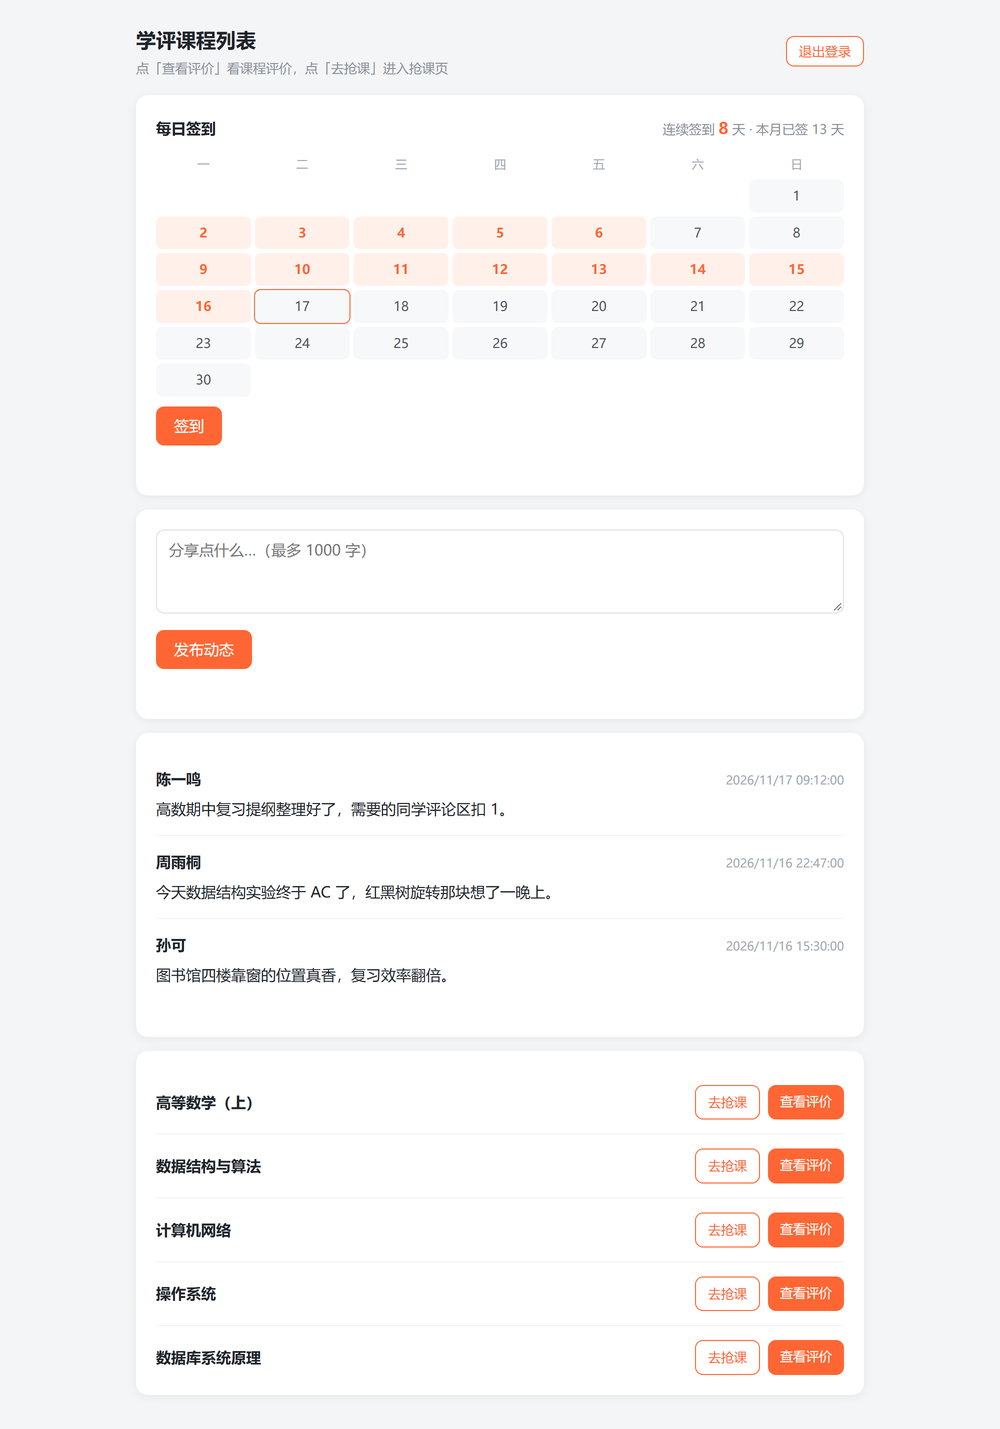 学评课程列表
点「查看评价」看课程评价，点「去抢课」进入抢课页
退出登录
每日签到
连续签到 8 天 · 本月已签 13 天
一 二 三 四 五 六 日
1
2 3 4 5 6 7 8
9 10 11 12 13 14 15
16 17 18 19 20 21 22
23 24 25 26 27 28 29
30
签到
分享点什么...（最多 1000 字）
发布动态
陈一鸣 2026/11/17 09:12:00
高数期中复习提纲整理好了，需要的同学评论区扣 1。
周雨桐 2026/11/16 22:47:00
今天数据结构实验终于 AC 了，红黑树旋转那块想了一晚上。
孙可 2026/11/16 15:30:00
图书馆四楼靠窗的位置真香，复习效率翻倍。
高等数学（上） 去抢课 查看评价
数据结构与算法 去抢课 查看评价
计算机网络 去抢课 查看评价
操作系统 去抢课 查看评价
数据库系统原理 去抢课 查看评价